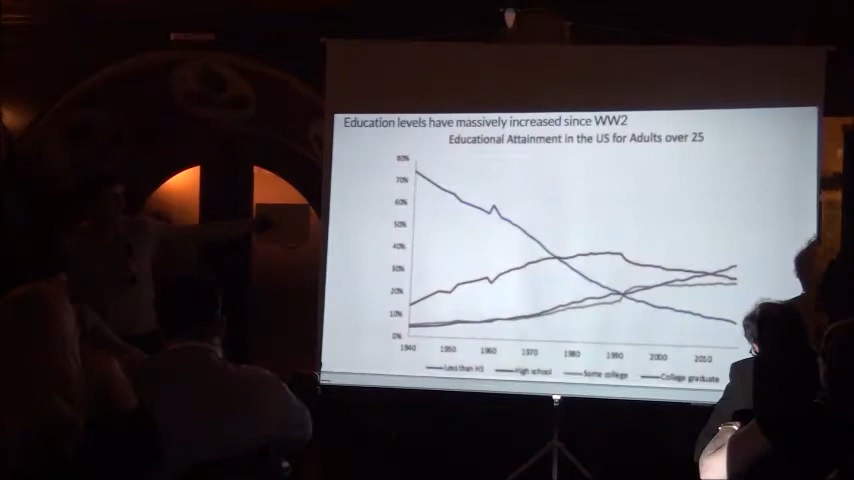 Education levels have massively increased since WW2
Educational Attainment in the US for Adults over 25
80%
70%
60%
50%
40%
30%
20%
10%
0%
1940 1950 1960 1970 1980 1990 2000 2010
Less than HS High school Some college College graduate